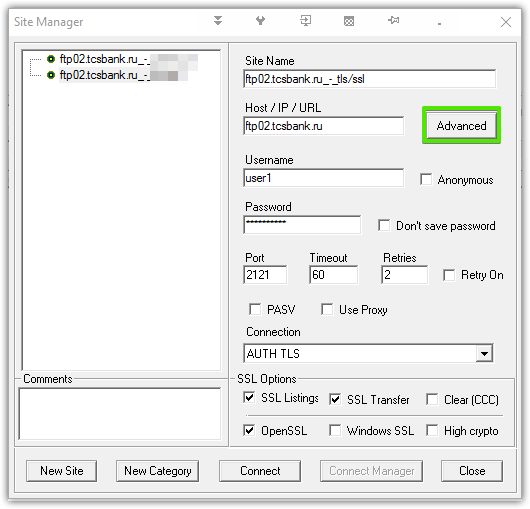 Site Manager
ftp02.tcsbank.ru_-_
ftp02.tcsbank.ru_-_
Site Name
ftp02.tcsbank.ru_-_tls/ssl
Host / IP / URL
ftp02.tcsbank.ru
Advanced
Username
user1
Anonymous
Password
**********
Don't save password
Port Timeout Retries
2121 60 2 Retry On
PASV Use Proxy
Connection
AUTH TLS
Comments
SSL Options
SSL Listings SSL Transfer Clear (CCC)
OpenSSL Windows SSL High crypto
New Site New Category Connect Connect Manager Close